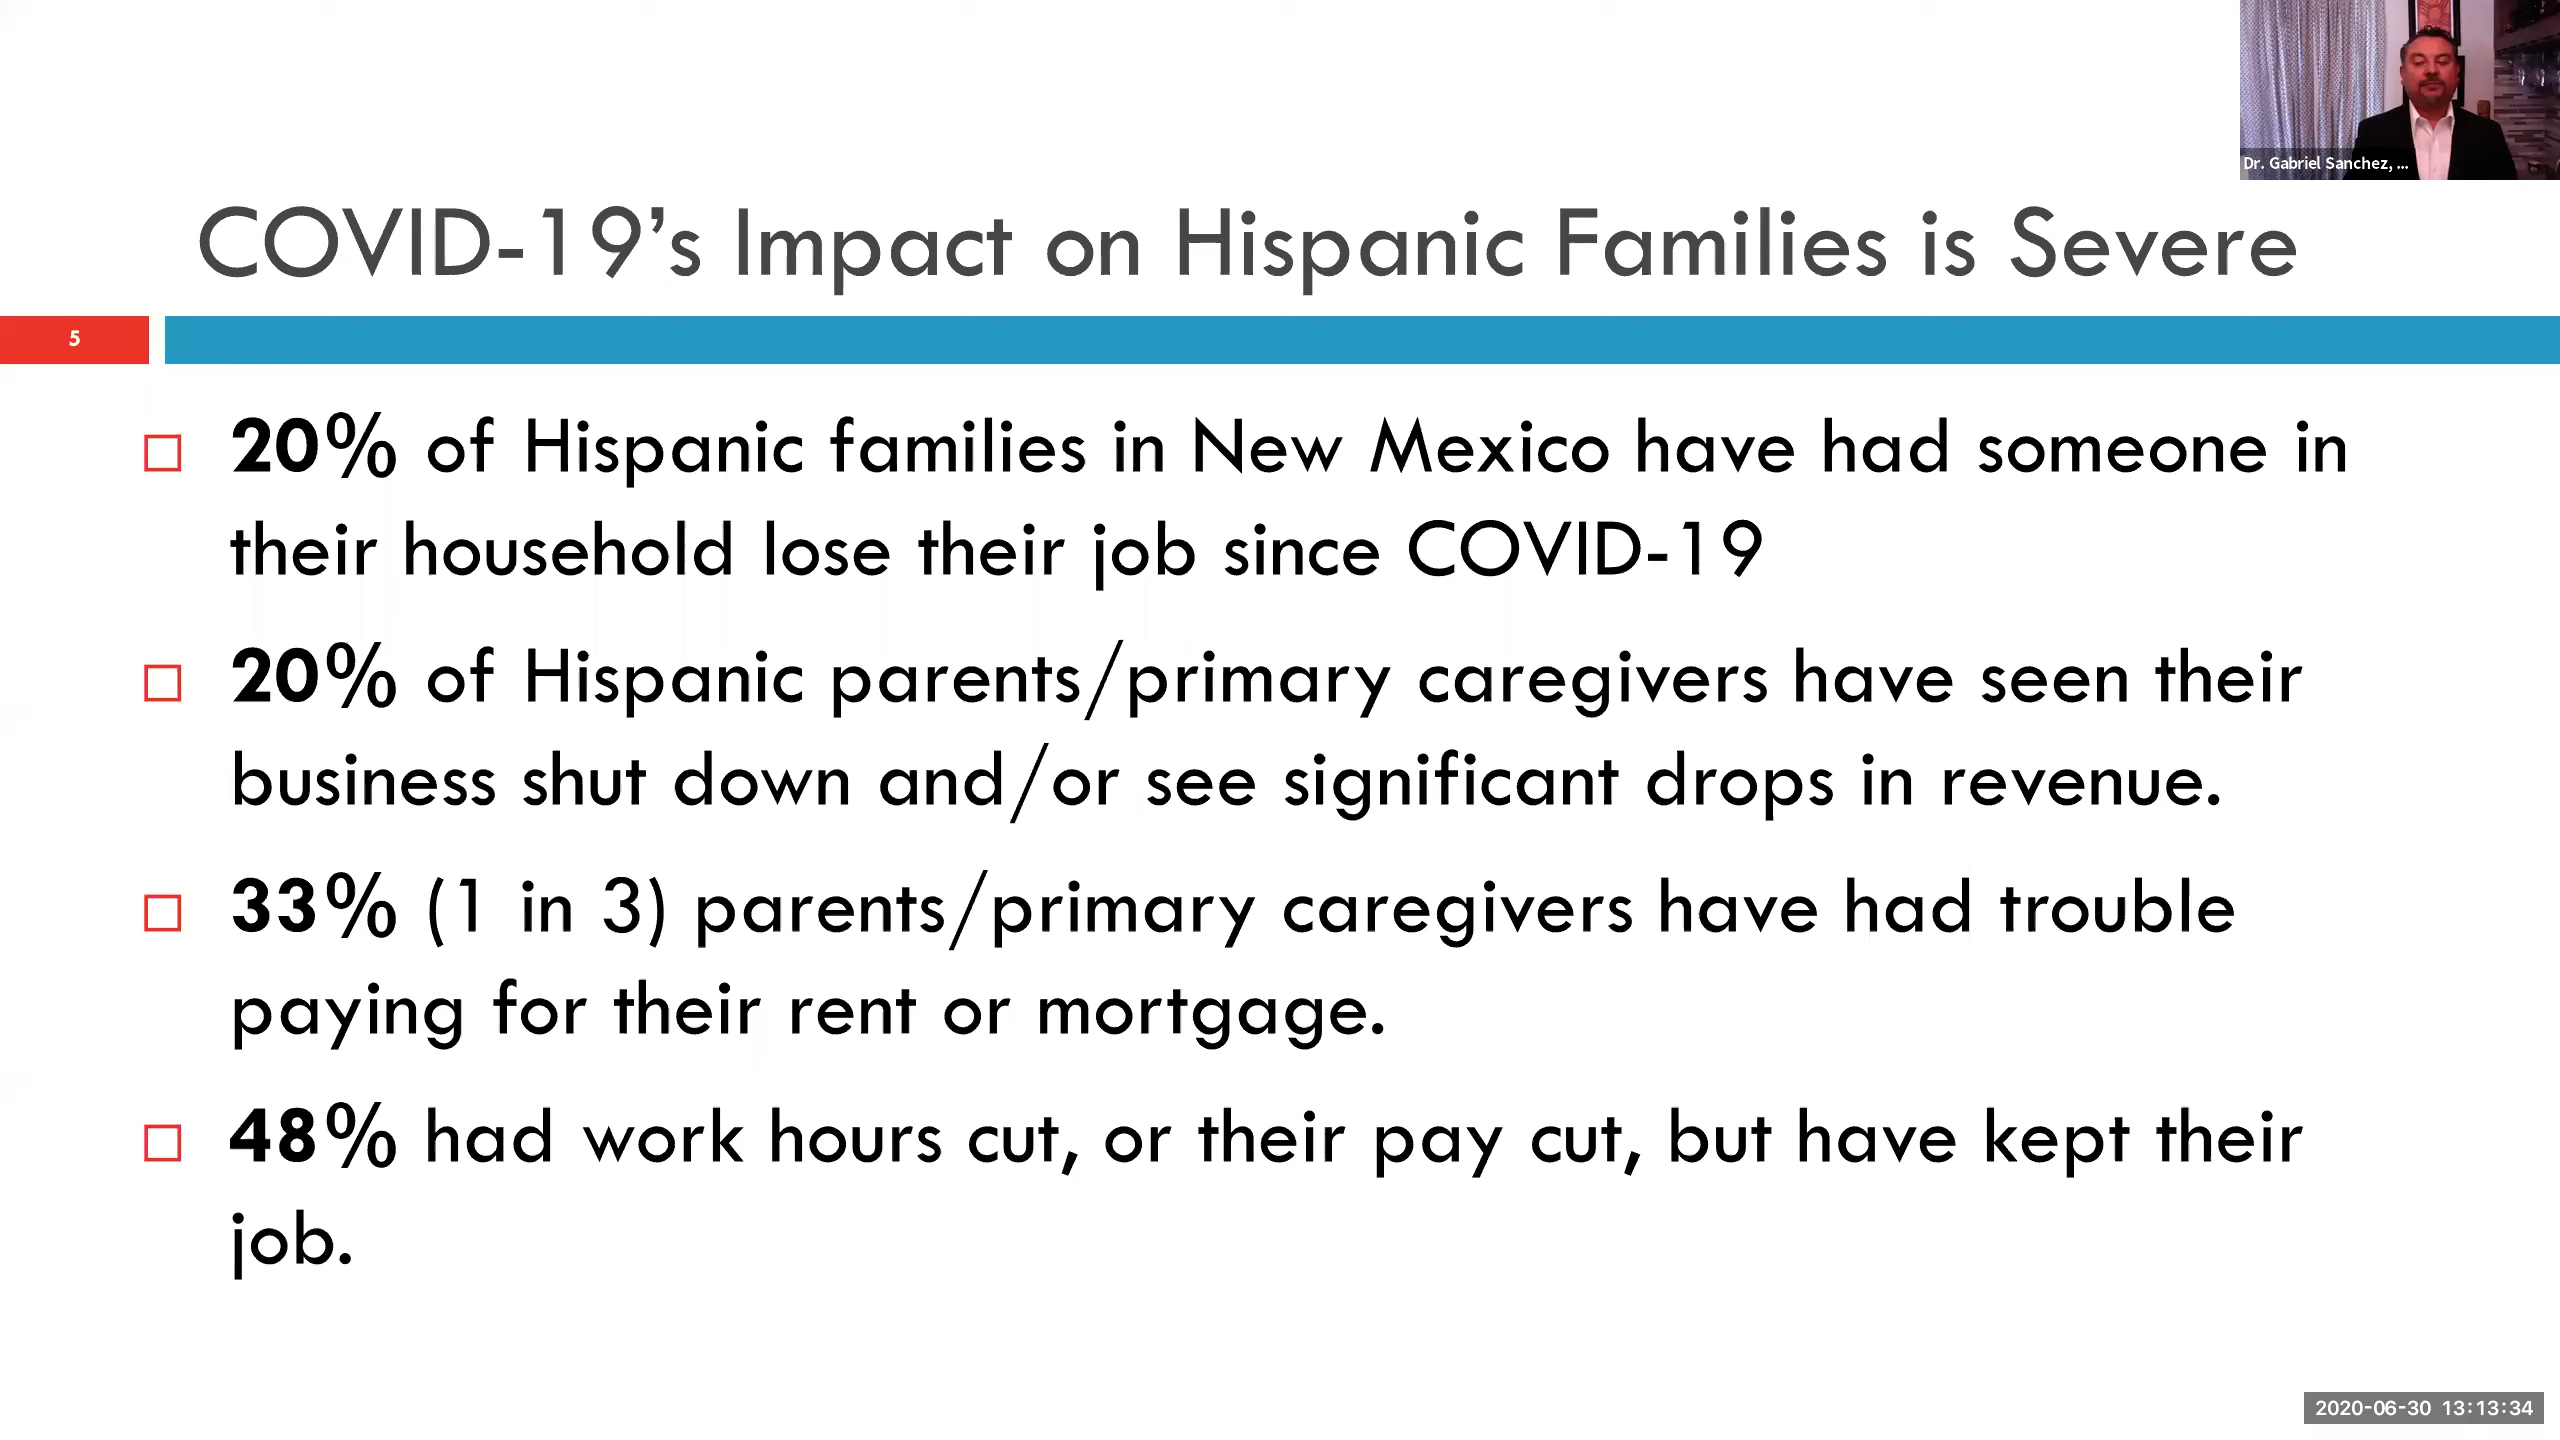 Dr. Gabriel Sanchez, ...
COVID-19’s Impact on Hispanic Families is Severe
5
20% of Hispanic families in New Mexico have had someone in
their household lose their job since COVID-19
20% of Hispanic parents/primary caregivers have seen their
business shut down and/or see significant drops in revenue.
33% (1 in 3) parents/primary caregivers have had trouble
paying for their rent or mortgage.
48% had work hours cut, or their pay cut, but have kept their
job.
2020-06-30 13:13:34